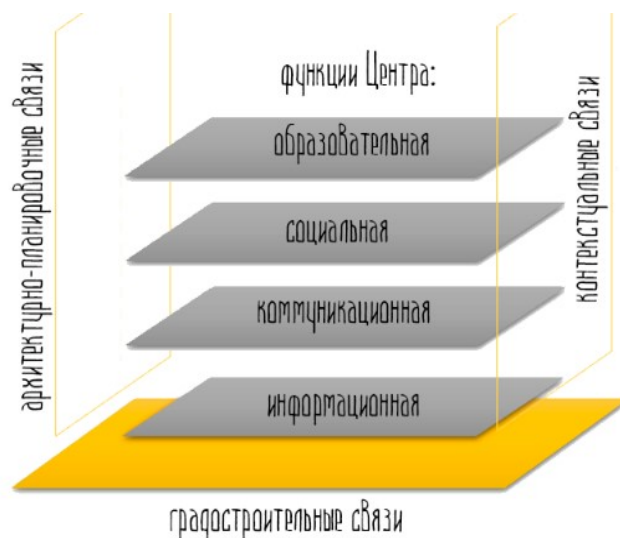 функции Центра:
образовательная
социальная
коммуникационная
информационная
архитектурно-планировочные связи
контекстуальные связи
градостроительные связи